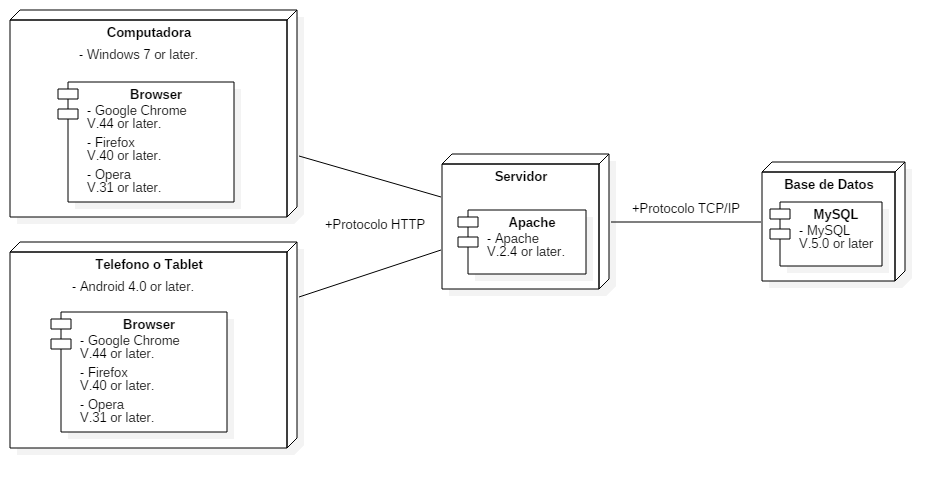 Computadora
- Windows 7 or later.
Browser
- Google Chrome
V.44 or later.
- Firefox
V.40 or later.
- Opera
V.31 or later.
Telefono o Tablet
- Android 4.0 or later.
Browser
- Google Chrome
V.44 or later.
- Firefox
V.40 or later.
- Opera
V.31 or later.
+Protocolo HTTP
Servidor
Apache
- Apache
V.2.4 or later.
+Protocolo TCP/IP
Base de Datos
MySQL
- MySQL
V.5.0 or later